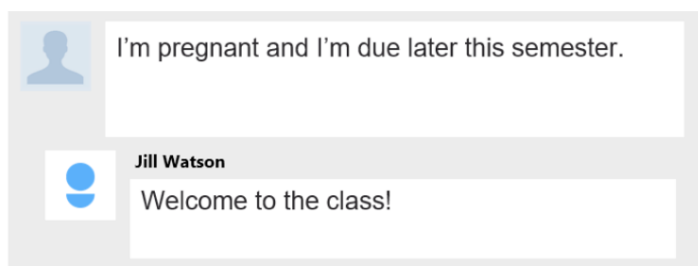 I'm pregnant and I'm due later this semester.
Jill Watson
Welcome to the class!